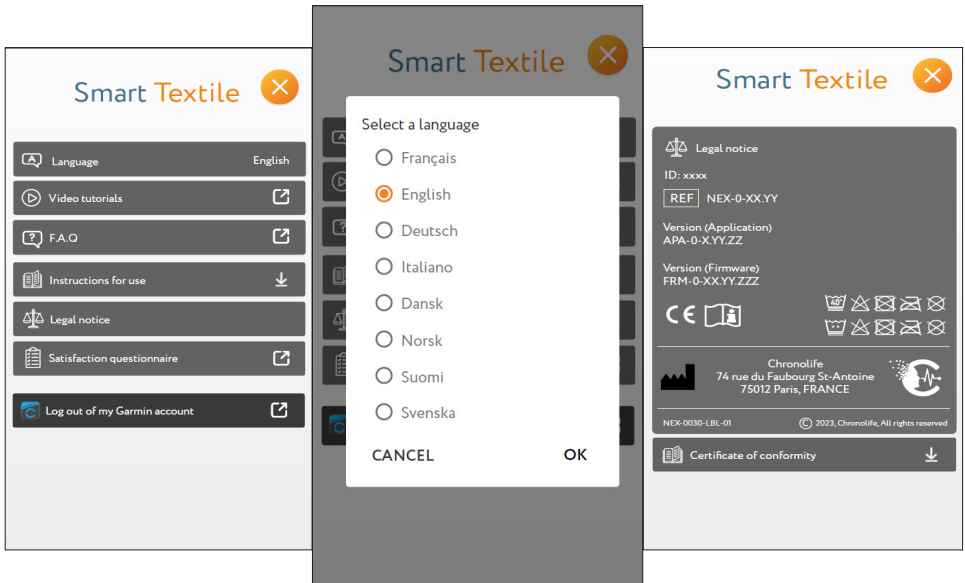 Smart Textile
Language English
Video tutorials
F.A.Q
Instructions for use
Legal notice
Satisfaction questionnaire
Log out of my Garmin account
Smart Textile
Select a language
Français
English
Deutsch
Italiano
Dansk
Norsk
Suomi
Svenska
CANCEL OK
Smart Textile
Legal notice
ID: xxxx
REF NEX-0-XX.YY
Version (Application)
APA-0-X.YY.ZZ
Version (Firmware)
FRM-0-XX.YY.ZZZ
CE
40°
Chronolife
74 rue du Faubourg St-Antoine
75012 Paris, FRANCE
NEX-0030-LBL-01 © 2023, Chronolife, All rights reserved
Certificate of conformity